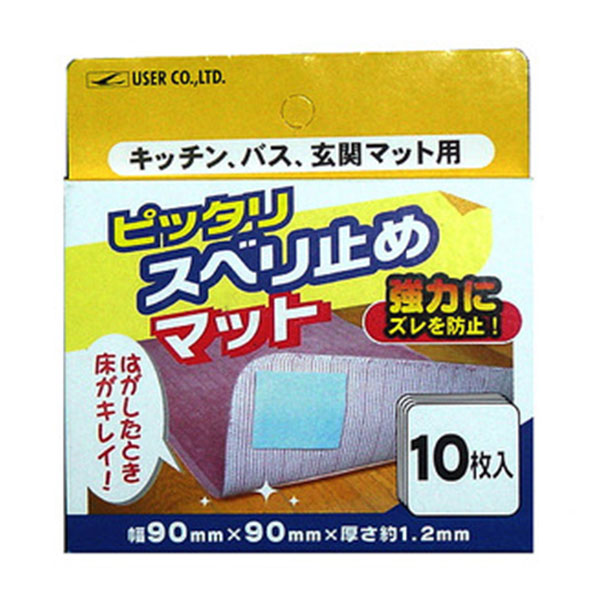 USER CO.,LTD.
キッチン、バス、玄関マット用
ピッタリ
スベリ止め
マット
強力に
ズレを防止!
はがしたとき
床がキレイ!
10枚入
幅90mm×90mm×厚さ約1.2mm